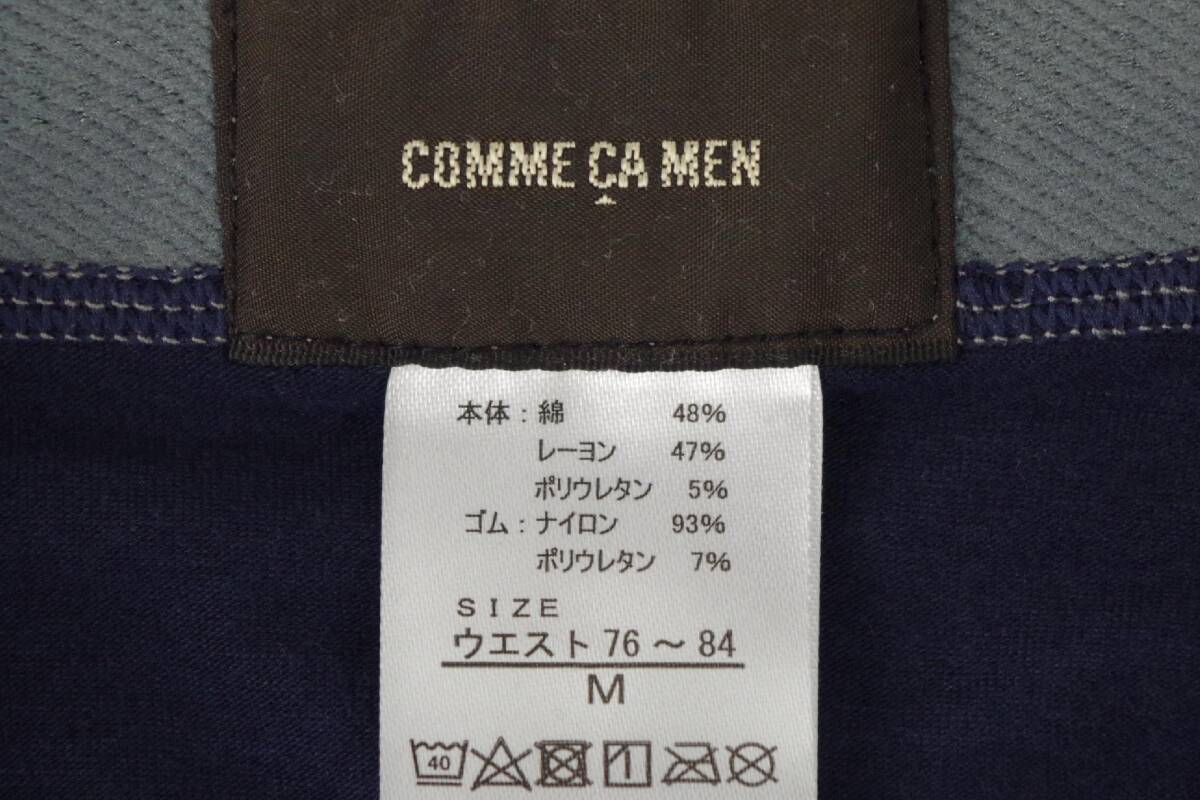 COMME ÇA MEN
本体：綿 48%
レーヨン 47%
ポリウレタン 5%
ゴム：ナイロン 93%
ポリウレタン 7%
SIZE
ウエスト 76 ～ 84
M
40